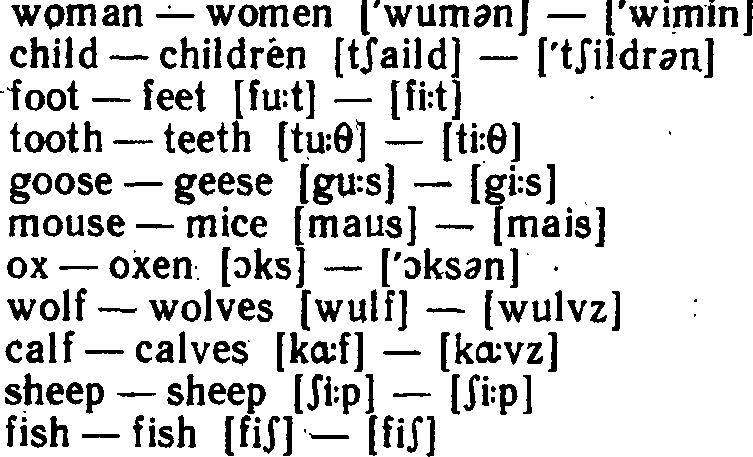 woman — women ['wumən] — ['wimin]
child — children [tʃaild] — ['tʃildrən]
foot — feet [fu:t] — [fi:t]
tooth — teeth [tu:θ] — [ti:θ]
goose — geese [gu:s] — [gi:s]
mouse — mice [maus] — [mais]
ox — oxen [ɔks] — ['ɔksən]
wolf — wolves [wulf] — [wulvz]
calf — calves [kɑ:f] — [kɑ:vz]
sheep — sheep [ʃi:p] — [ʃi:p]
fish — fish [fiʃ] — [fiʃ]